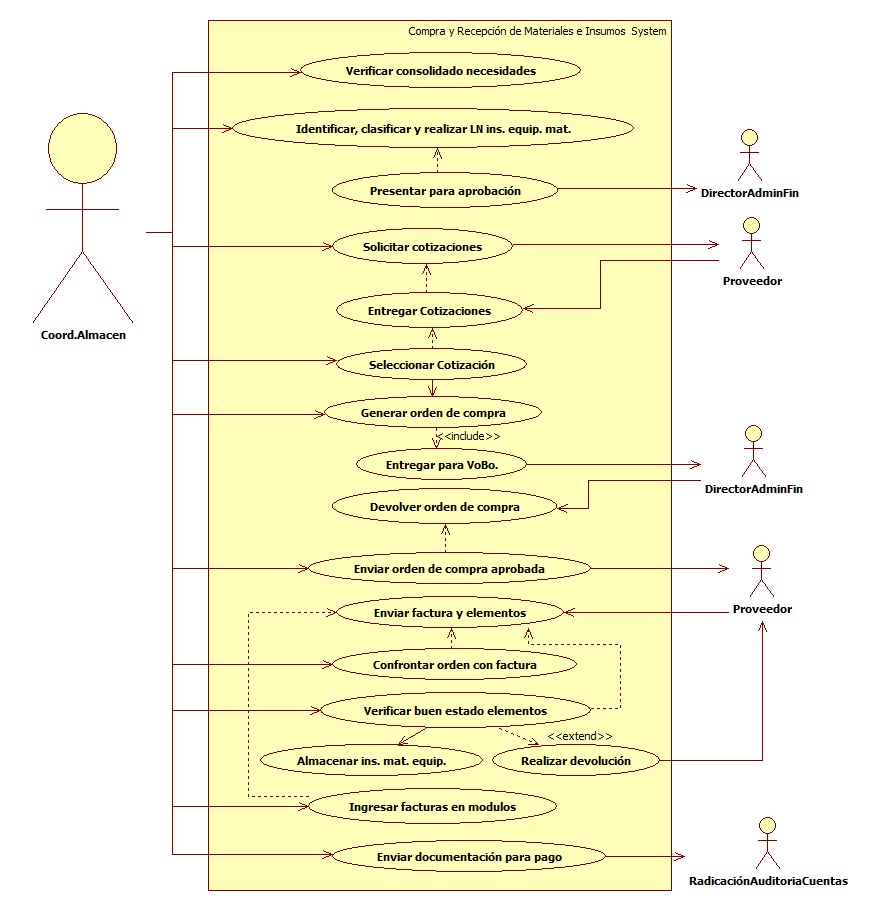 Compra y Recepción de Materiales e Insumos System
Verificar consolidado necesidades
Identificar, clasificar y realizar LN ins. equip. mat.
Presentar para aprobación
DirectorAdminFin
Solicitar cotizaciones
Proveedor
Entregar Cotizaciones
Coord.Almacen
Seleccionar Cotización
Generar orden de compra
<<include>>
Entregar para VoBo.
DirectorAdminFin
Devolver orden de compra
Enviar orden de compra aprobada
Proveedor
Enviar factura y elementos
Confrontar orden con factura
Verificar buen estado elementos
<<extend>>
Almacenar ins. mat. equip.
Realizar devolución
Ingresar facturas en modulos
Enviar documentación para pago
RadicaciónAuditoriaCuentas